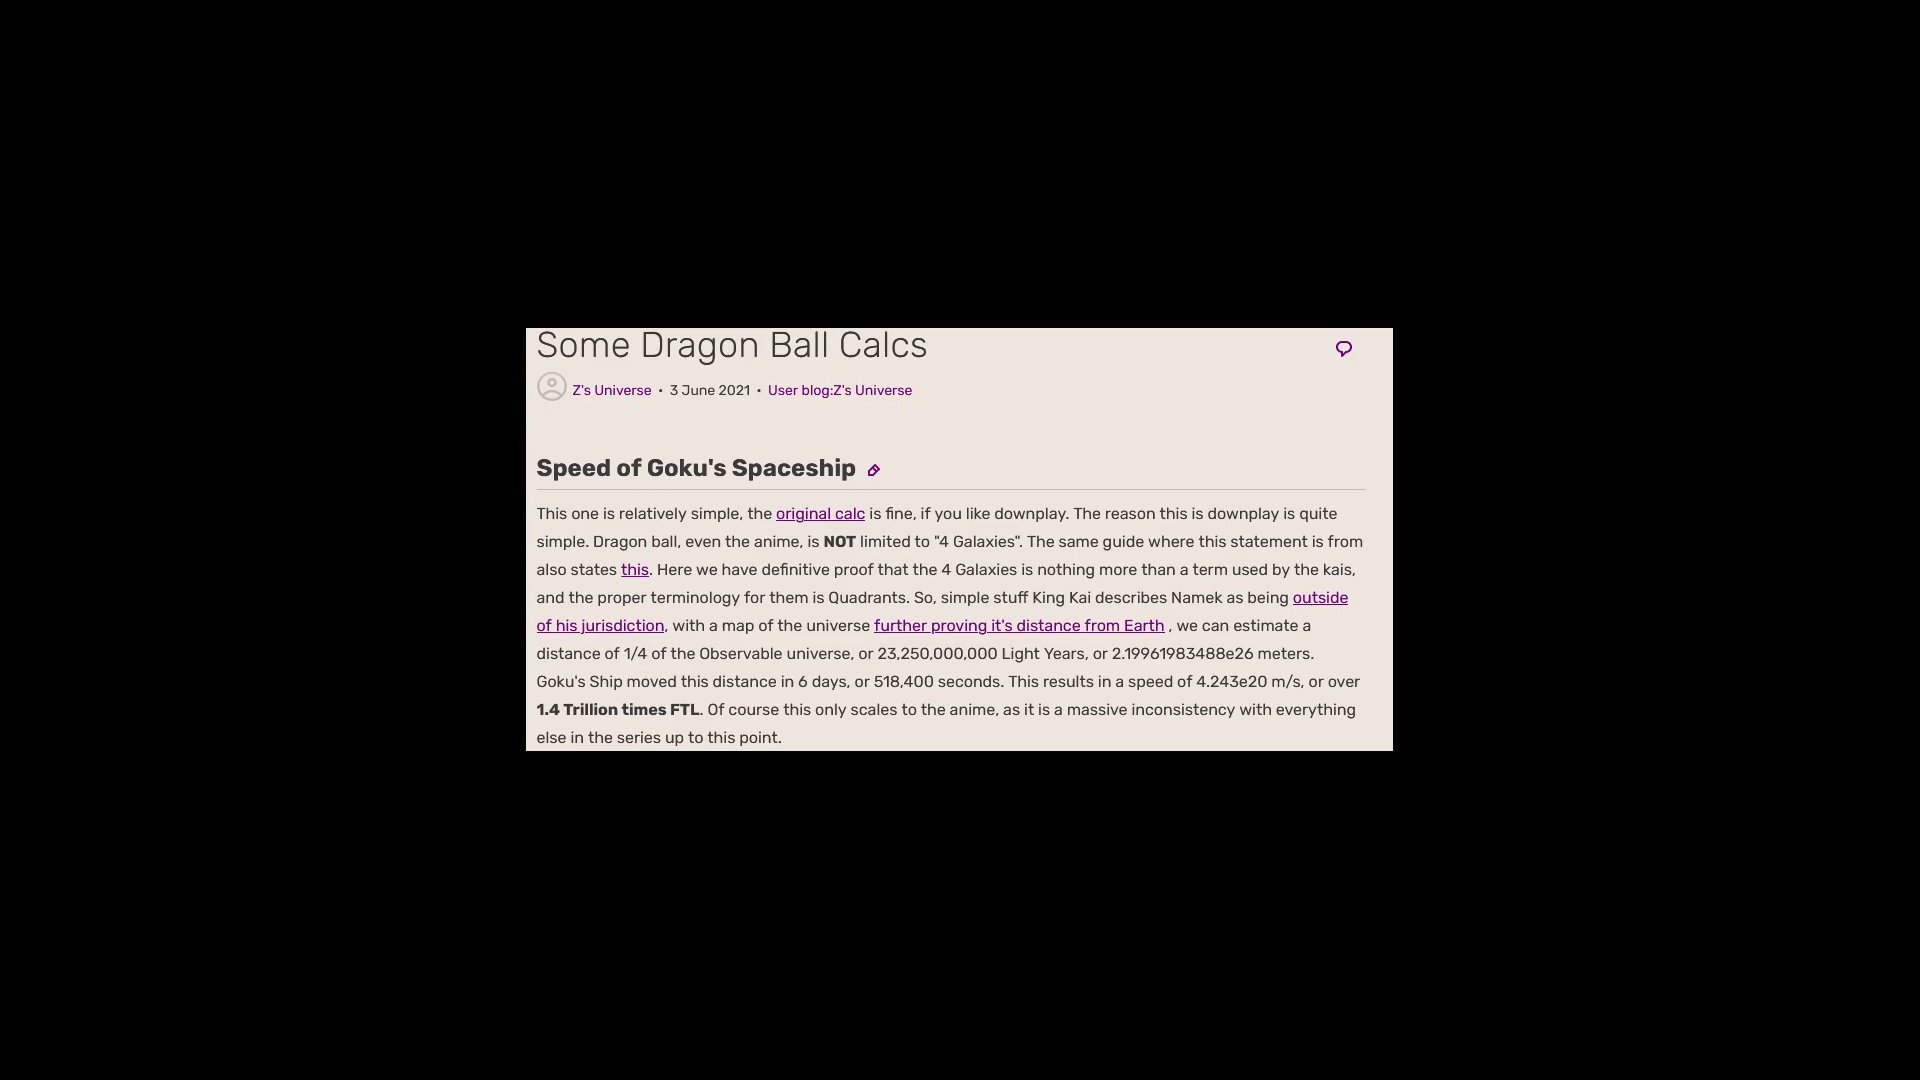 Some Dragon Ball Calcs
Z's Universe • 3 June 2021 • User blog:Z's Universe
Speed of Goku's Spaceship
This one is relatively simple, the original calc is fine, if you like downplay. The reason this is downplay is quite
simple. Dragon ball, even the anime, is NOT limited to "4 Galaxies". The same guide where this statement is from
also states this. Here we have definitive proof that the 4 Galaxies is nothing more than a term used by the kais,
and the proper terminology for them is Quadrants. So, simple stuff King Kai describes Namek as being outside
of his jurisdiction, with a map of the universe further proving it's distance from Earth , we can estimate a
distance of 1/4 of the Observable universe, or 23,250,000,000 Light Years, or 2.19961983488e26 meters.
Goku's Ship moved this distance in 6 days, or 518,400 seconds. This results in a speed of 4.243e20 m/s, or over
1.4 Trillion times FTL. Of course this only scales to the anime, as it is a massive inconsistency with everything
else in the series up to this point.